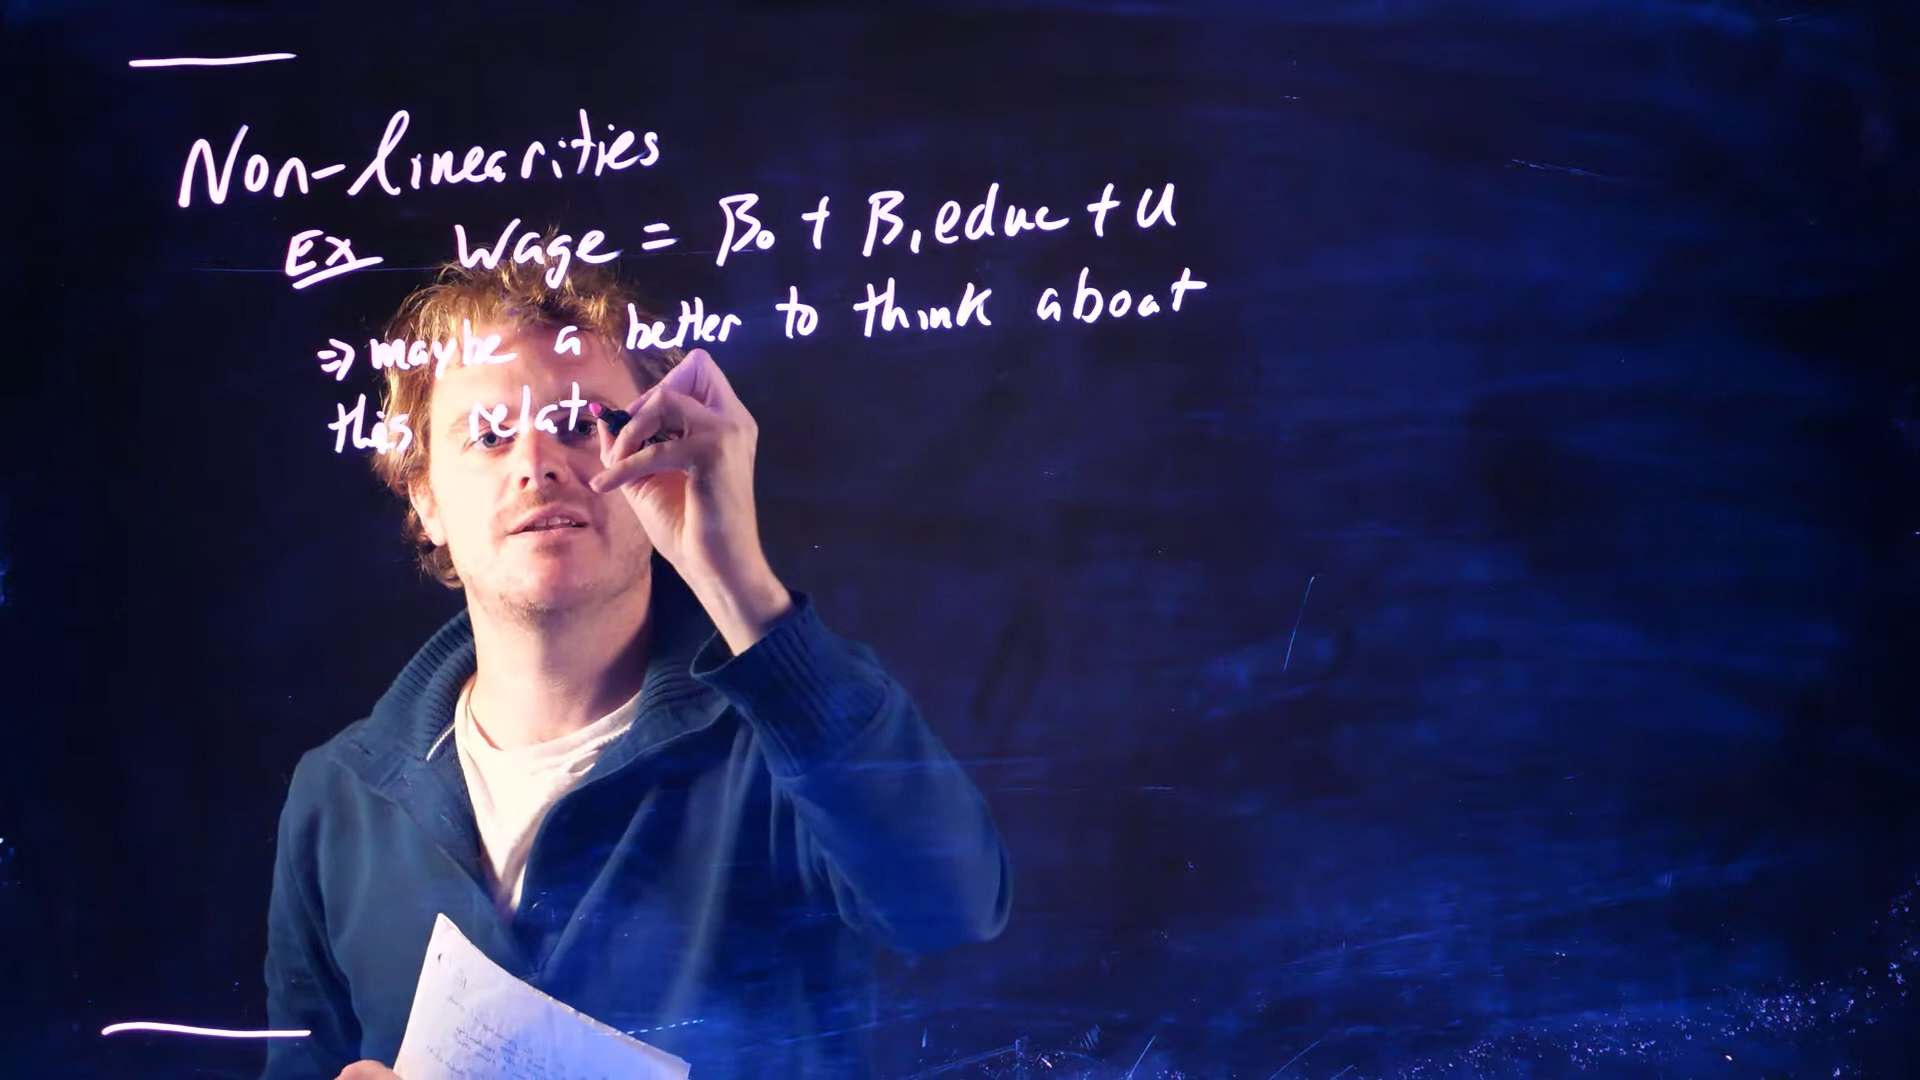 Non-linearities
Ex Wage = β₀ + β₁educ + u
⇒ maybe a better to think about
this relat